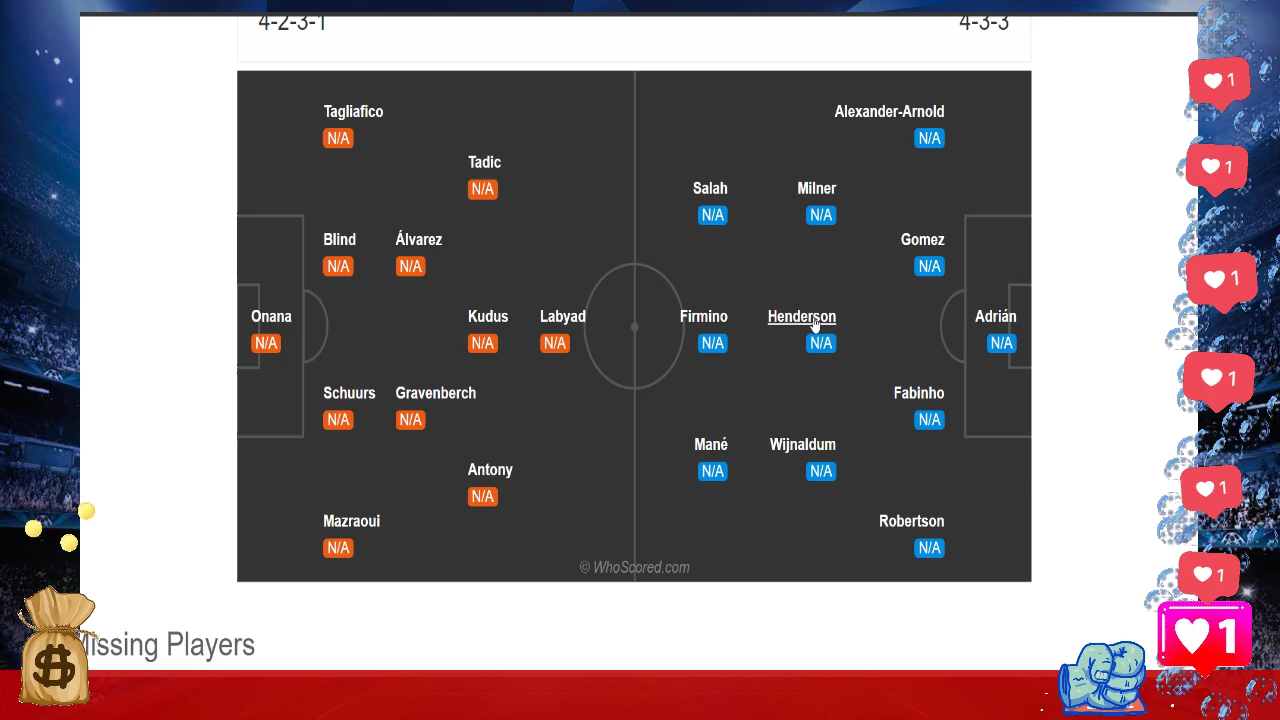 4-2-3-1
4-3-3
Tagliafico
N/A
Tadic
N/A
Blind
N/A
Álvarez
N/A
Onana
N/A
Kudus
N/A
Labyad
N/A
Schuurs
N/A
Gravenberch
N/A
Antony
N/A
Mazraoui
N/A
Alexander-Arnold
N/A
Salah
N/A
Milner
N/A
Gomez
N/A
Firmino
N/A
Henderson
N/A
Adrián
N/A
Fabinho
N/A
Mané
N/A
Wijnaldum
N/A
Robertson
N/A
© WhoScored.com
Missing Players
1
1
1
1
1
1
1